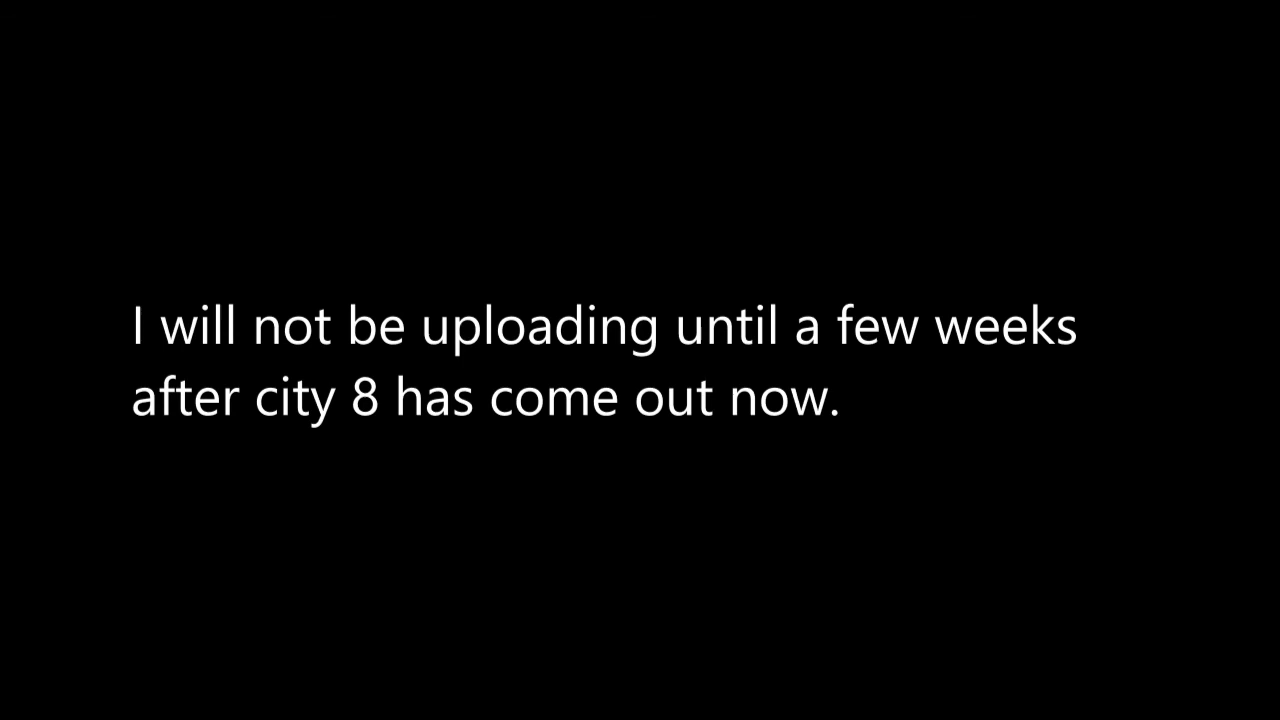 I will not be uploading until a few weeks
after city 8 has come out now.